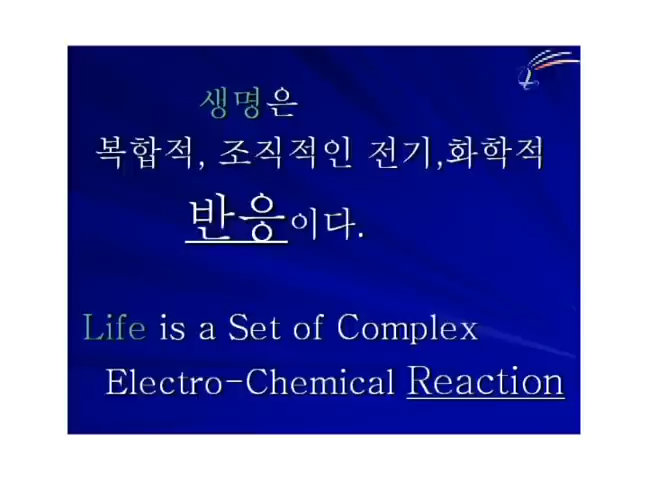 생명은
복합적, 조직적인 전기,화학적
반응이다.
Life is a Set of Complex
Electro-Chemical Reaction